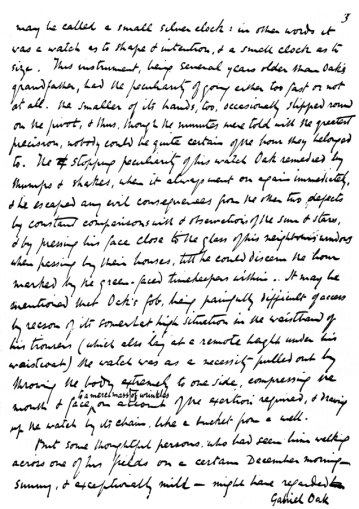 3
may be called a small silver clock: in other words it
was a watch as to shape & intention, & a small clock as to
size. This instrument, being several years older than Oak's
grandfather, had the peculiarity of going either too fast or not
at all. The smaller of its hands, too, occasionally slipped round
on the pivot, & thus, though the minutes were told with the greatest
precision, nobody could be quite certain of the hour they belonged
to. The stopping peculiarity of his watch Oak remedied by
thumps & shakes, when it always went on again immediately,
& he escaped any evil consequences from the other two defects
by constant comparisons with & observations of the sun & stars,
& by pressing his face close to the glass of his neighbours' windows
when passing by their houses, till he could discern the hour
marked by the green-faced timekeepers within. It may be
mentioned that Oak's fob, being painfully difficult of access
by reason of its somewhat high situation in the waistband of
his trousers (which also lay at a remote height under his
waistcoat) the watch was as a necessity pulled out by
throwing the body extremely to one side, compressing the
mouth & face to a mere mass of wrinkles on account of the exertion required, & drawing
up the watch by its chain, like a bucket from a well.
But some thoughtful persons, who had seen him walking
across one of his fields on a certain December morning —
sunny, & exceptionally mild — might have regarded
Gabriel Oak